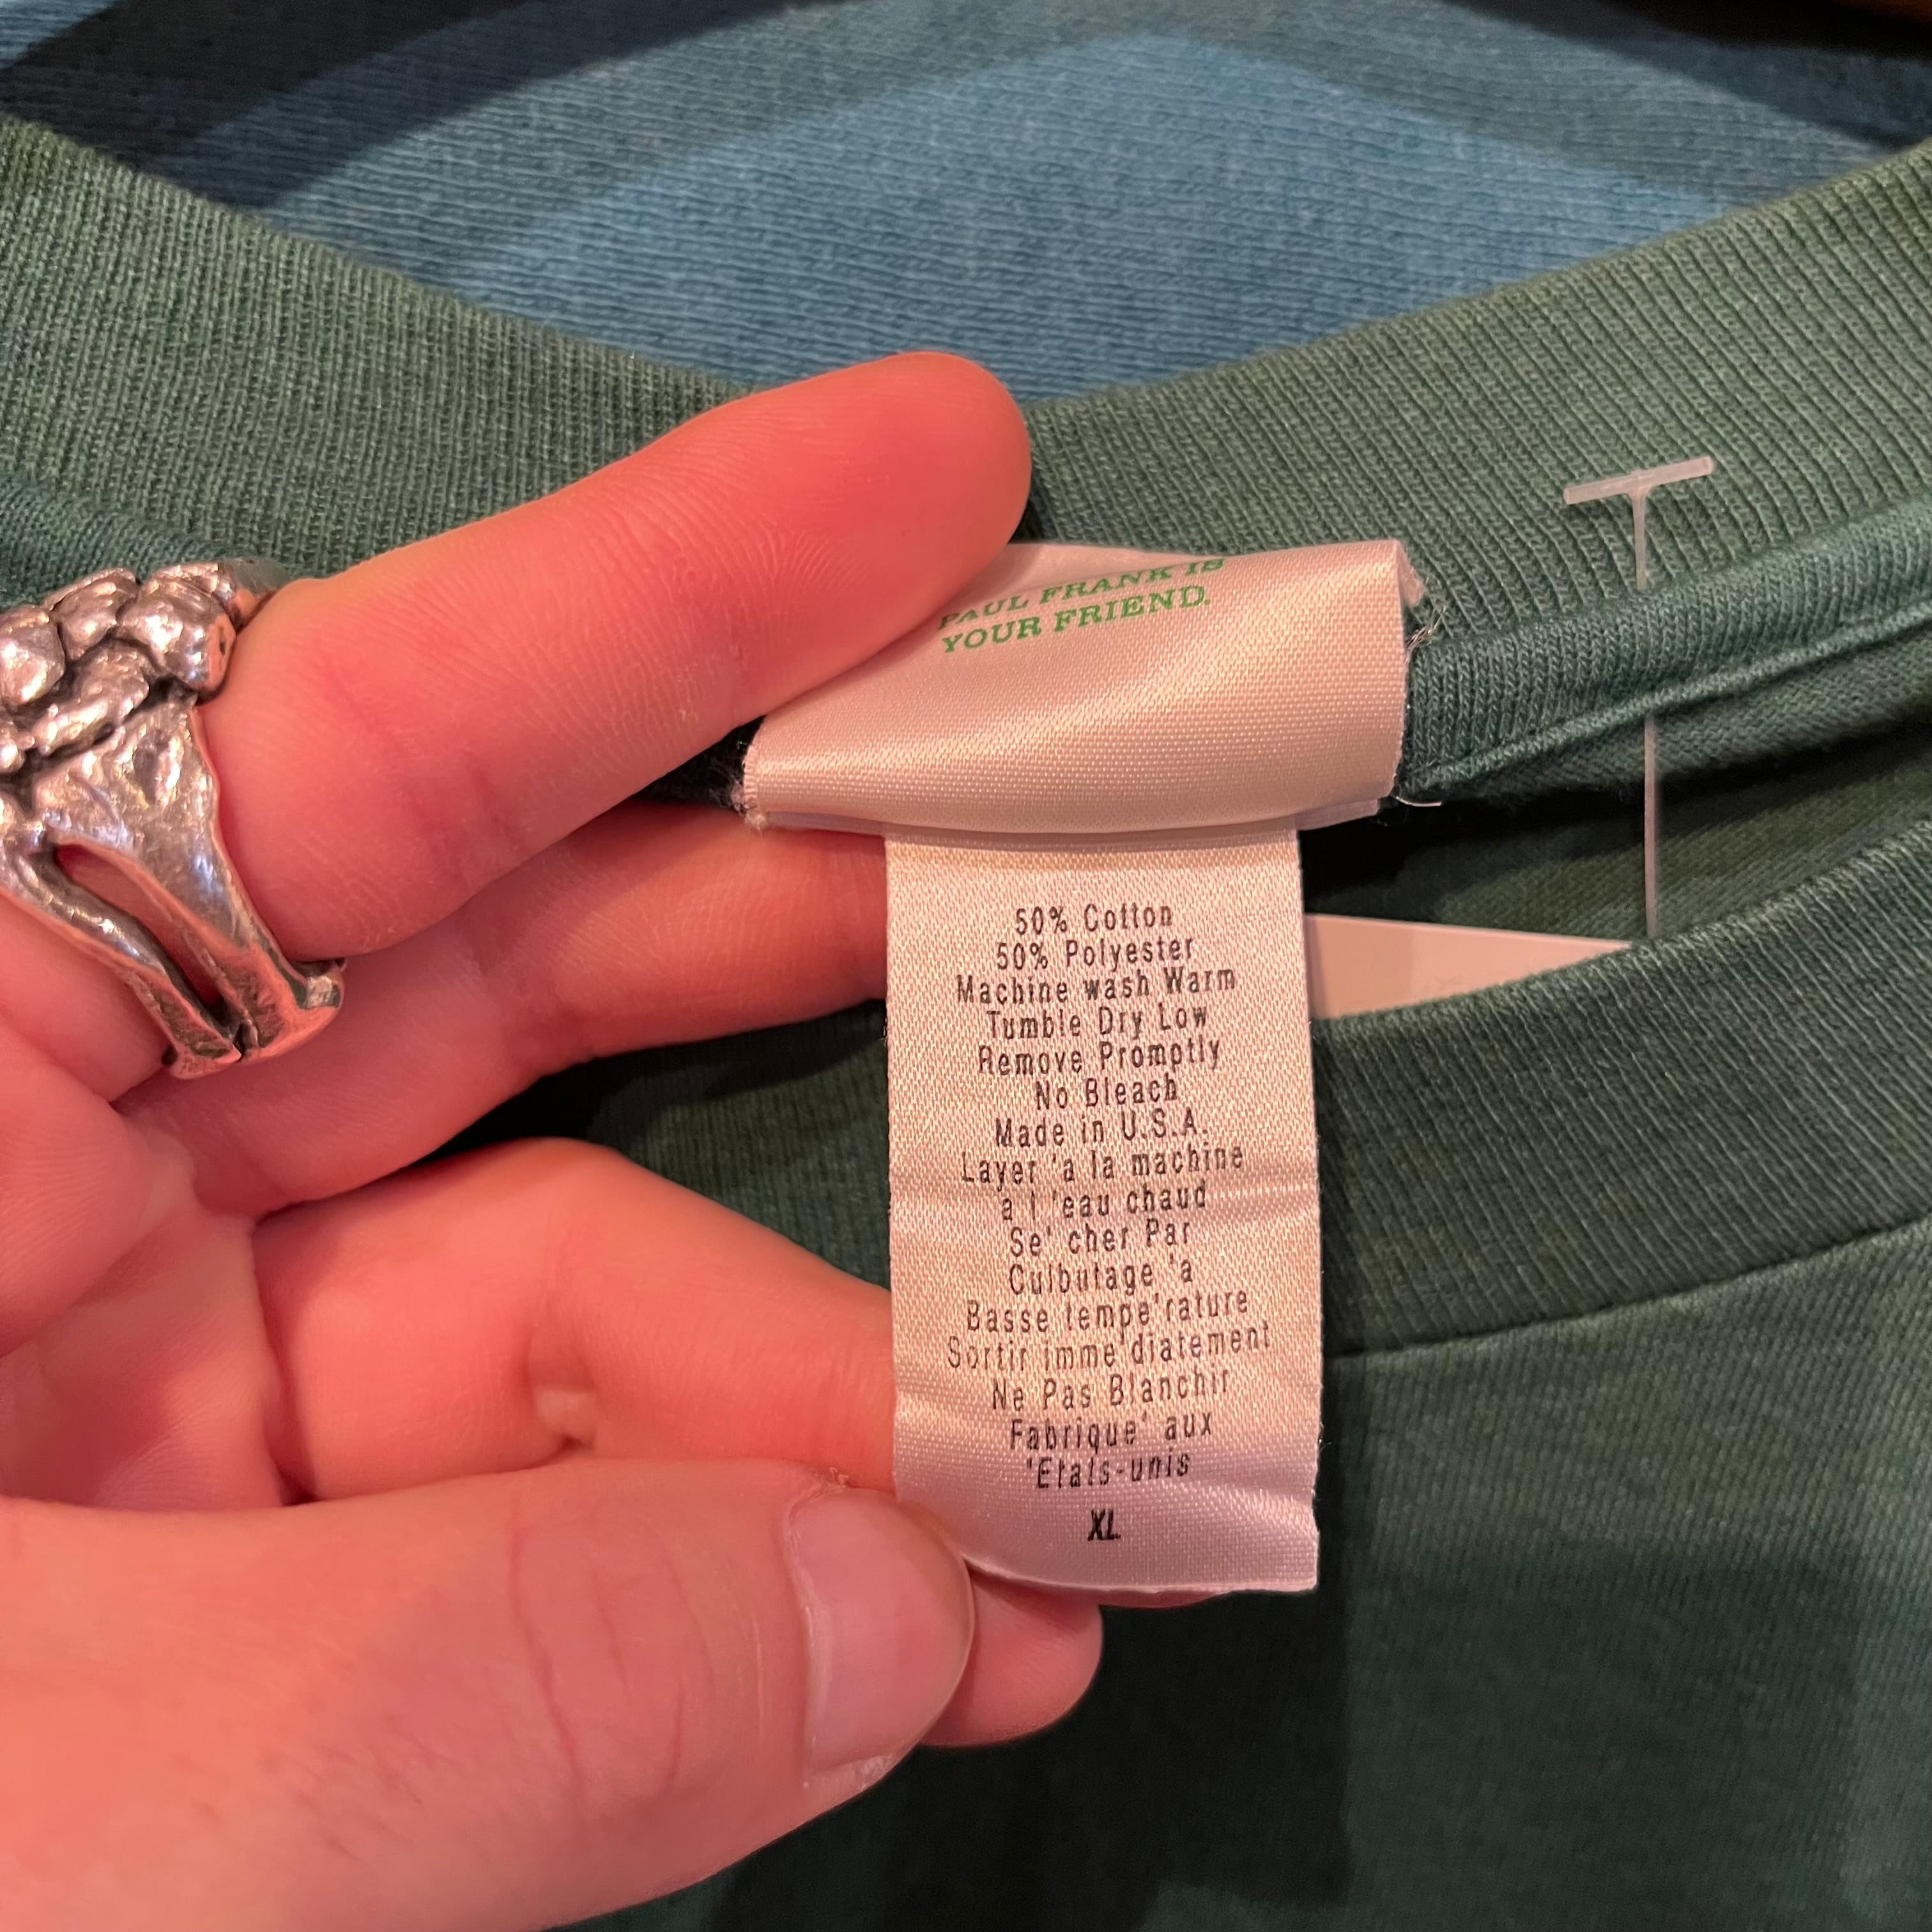 PAUL FRANK IS
YOUR FRIEND.
50% Cotton
50% Polyester
Machine wash Warm
Tumble Dry Low
Remove Promptly
No Bleach
Made in U.S.A.
Layer 'a la machine
a l 'eau chaud
Se' cher Par
Culbutage 'a
Basse tempe'rature
Sortir imme'diatement
Ne Pas Blanchir
Fabrique' aux
'Etats-unis
XL